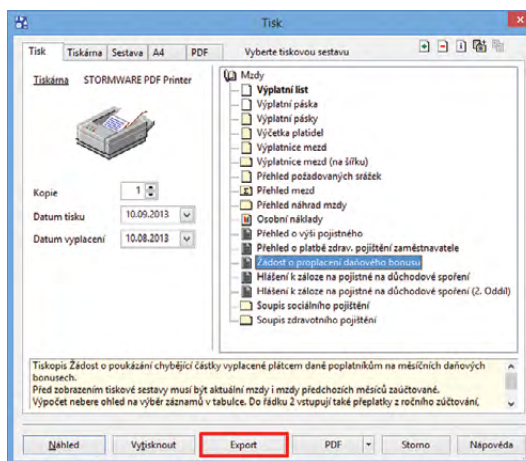 Tisk
Tisk Tiskárna Sestava A4 PDF Vyberte tiskovou sestavu
Tiskárna STORMWARE PDF Printer
Kopie 1
Datum tisku 10.09.2013
Datum vyplacení 10.08.2013
Mzdy
Výplatní list
Výplatní páska
Výplatní pásky
Výčetka platidel
Výplatnice mezd
Výplatnice mezd (na šířku)
Přehled požadovaných srážek
Přehled mezd
Přehled náhrad mzdy
Osobní náklady
Přehled o výši pojistného
Přehled o platbě zdrav. pojištění zaměstnavatele
Žádost o proplacení daňového bonusu
Hlášení k záloze na pojistné na důchodové spoření
Hlášení k záloze na pojistné na důchodové spoření (2. Oddíl)
Soupis sociálního pojištění
Soupis zdravotního pojištění
Tiskopis Žádost o poukázání chybějící částky vyplacené plátcem daně poplatníkům na měsíčních daňových
bonusech.
Před zobrazením tiskové sestavy musí být aktuální mzdy i mzdy předchozích měsíců zaúčtované.
Výpočet nebere ohled na výběr záznamů v tabulce. Do řádku 2 vstupují také přeplatky z ročního zúčtování,
Náhled Vytisknout Export PDF Storno Nápověda